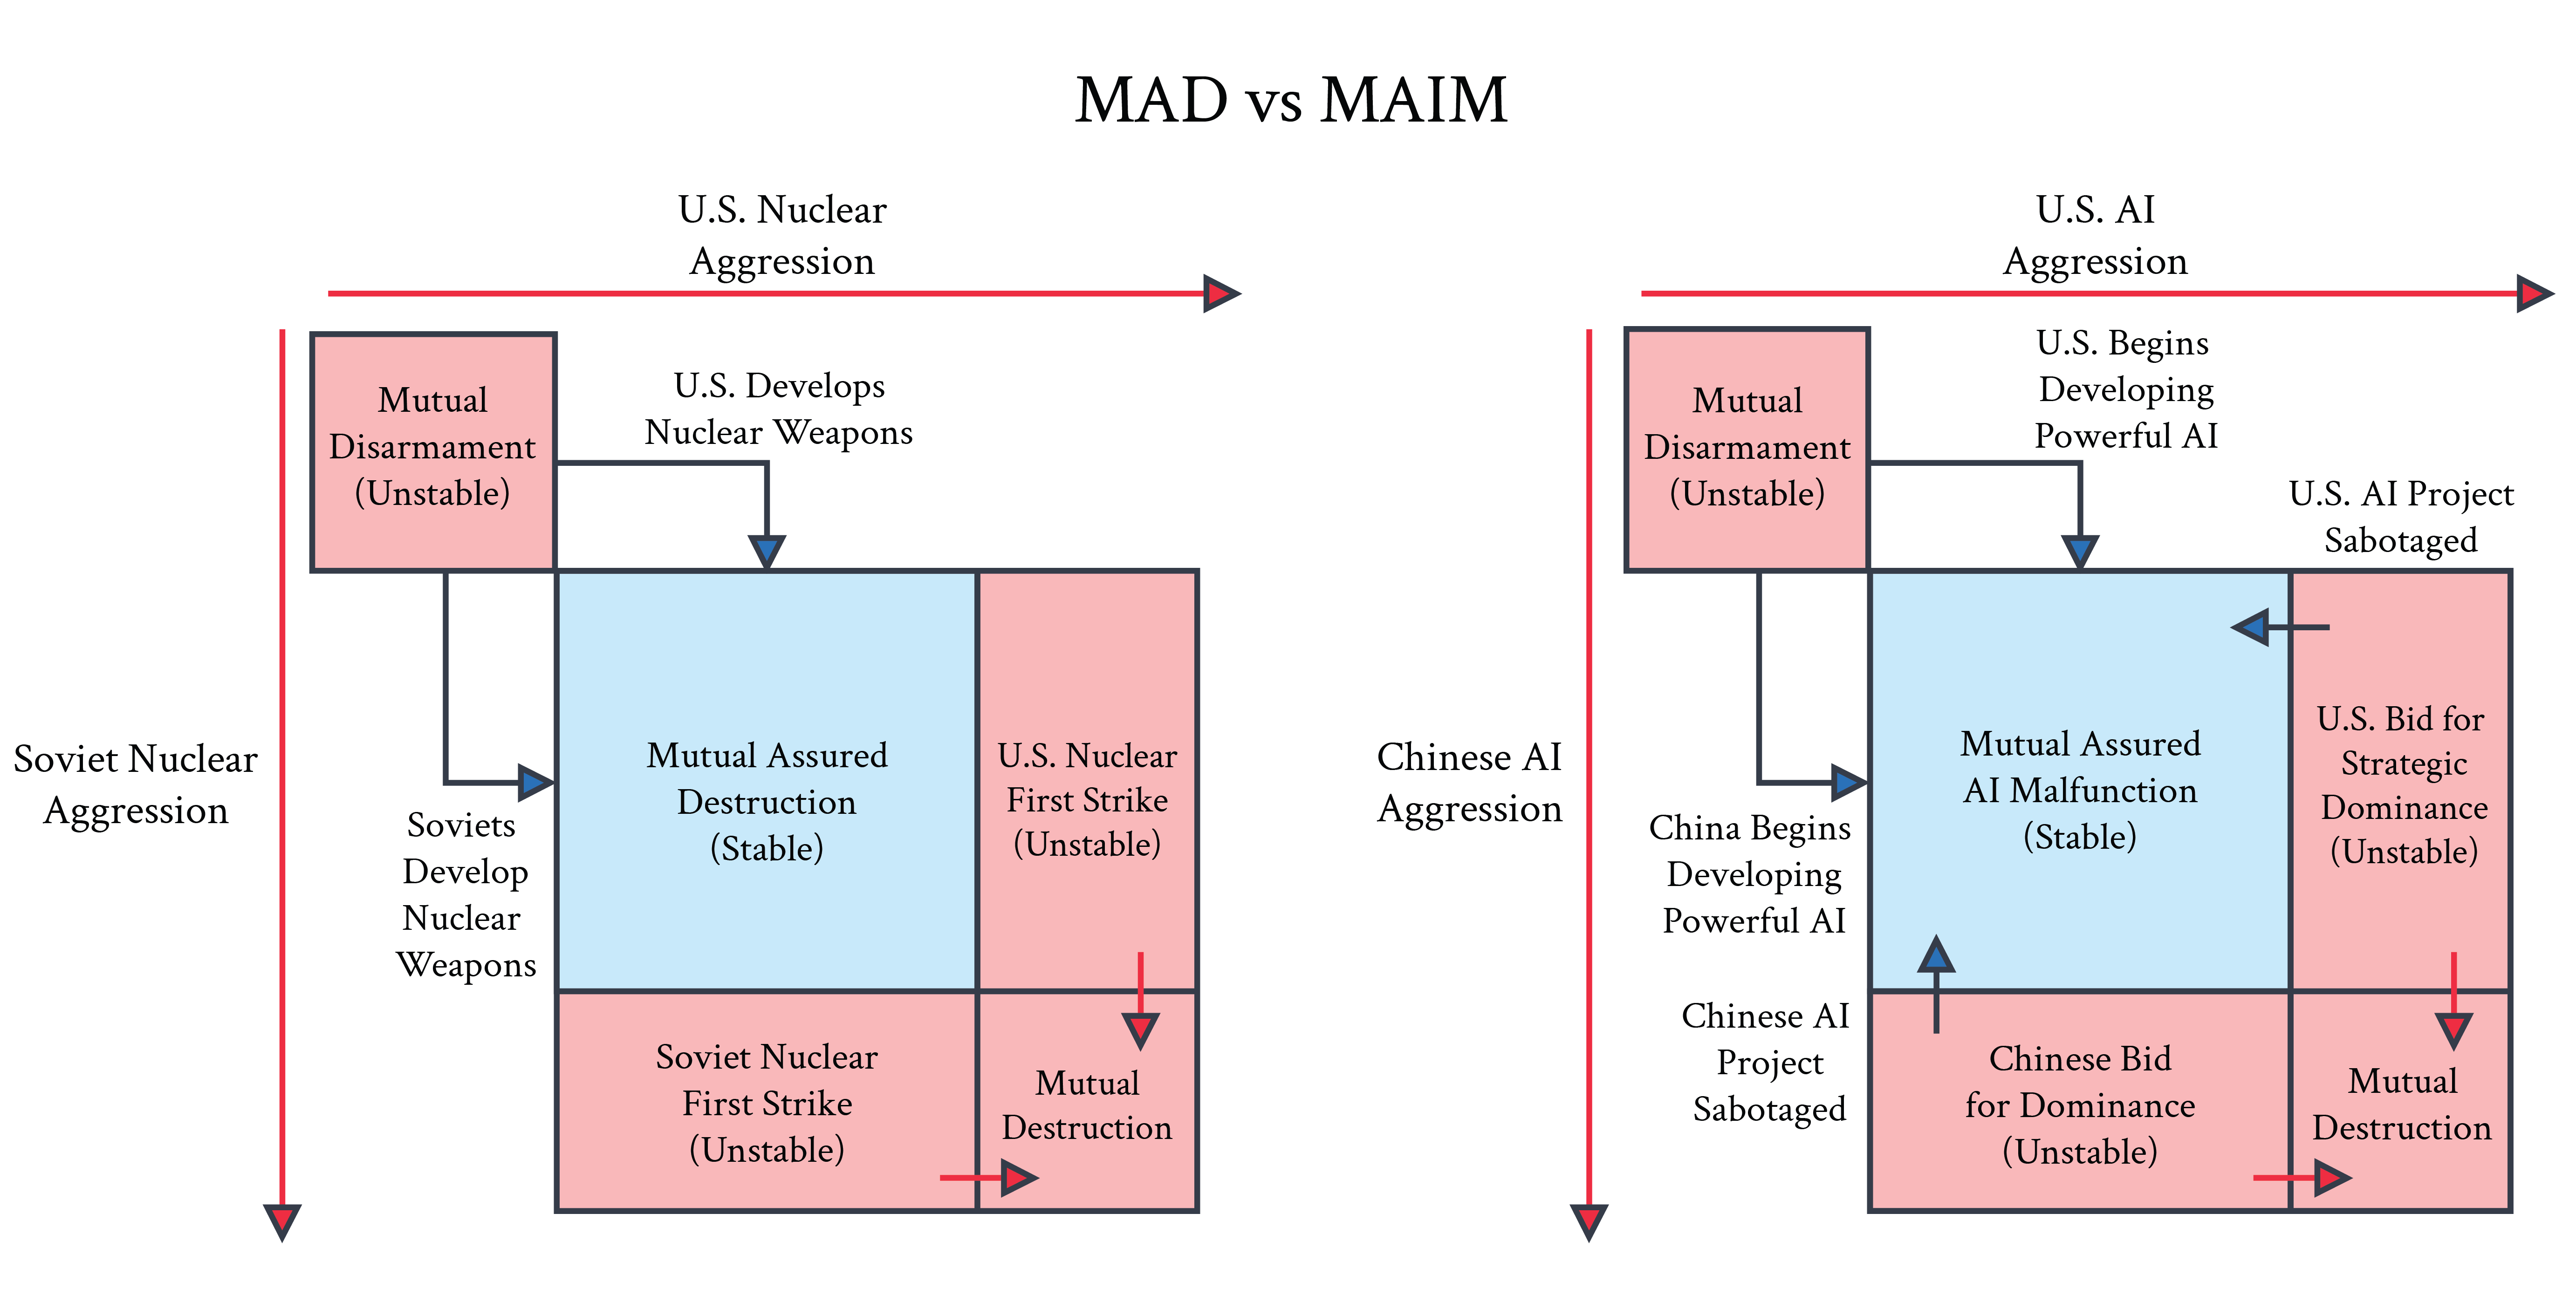 MAD vs MAIM
U.S. Nuclear
Aggression
Mutual
Disarmament
(Unstable)
U.S. Develops
Nuclear Weapons
Soviet Nuclear
Aggression
Soviets
Develop
Nuclear
Weapons
Mutual Assured
Destruction
(Stable)
U.S. Nuclear
First Strike
(Unstable)
Soviet Nuclear
First Strike
(Unstable)
Mutual
Destruction
U.S. AI
Aggression
Mutual
Disarmament
(Unstable)
U.S. Begins
Developing
Powerful AI
U.S. AI Project
Sabotaged
Chinese AI
Aggression
China Begins
Developing
Powerful AI
Mutual Assured
AI Malfunction
(Stable)
U.S. Bid for
Strategic
Dominance
(Unstable)
Chinese AI
Project
Sabotaged
Chinese Bid
for Dominance
(Unstable)
Mutual
Destruction